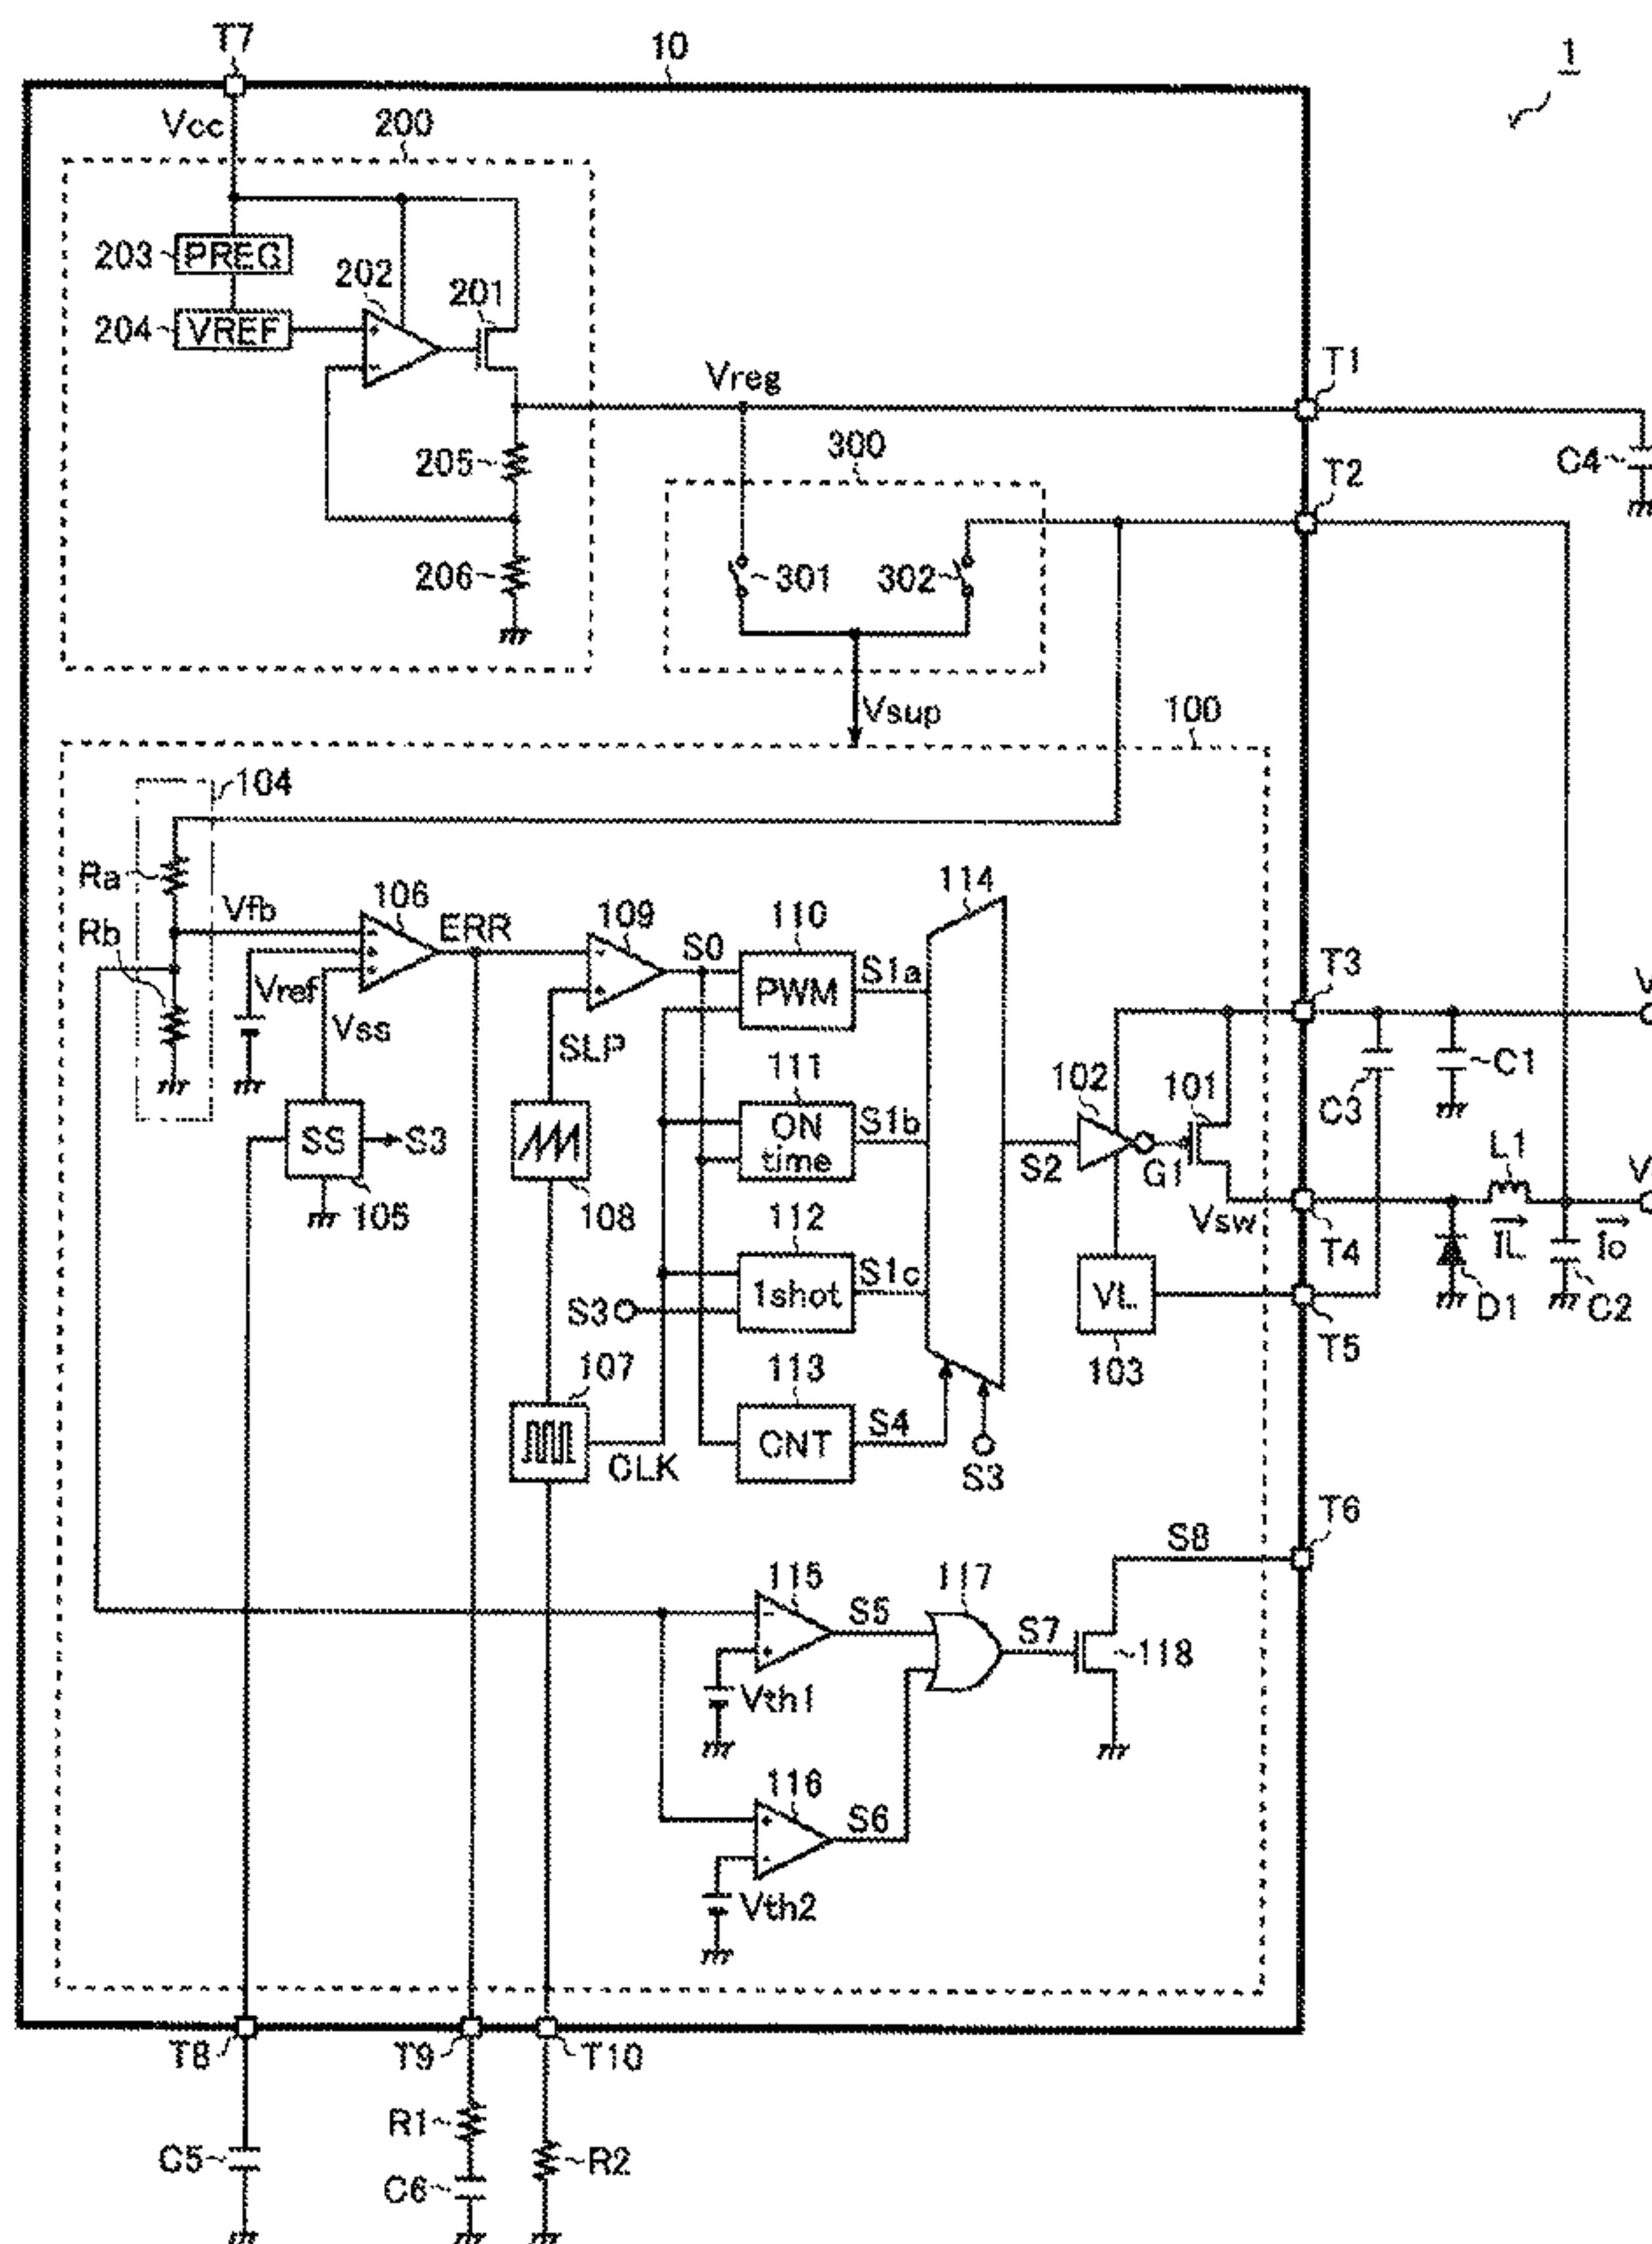 T7
10
1
Vcc
200
203
PREG
202
201
204
VREF
Vreg
T1
300
205
C4
T2
206
301
302
Vsup
100
104
Ra
Vfb
106
ERR
109
S0
110
114
Rb
PWM
S1a
T3
V
Vref
Vss
SLP
111
102
101
C3
C1
SS
S3
ON
time
S1b
S2
G1
L1
V
105
108
112
Vsw
T4
IL
Io
S3
1shot
S1c
VL
T5
D1
C2
107
113
103
CLK
CNT
S4
S3
T6
S8
115
S5
117
S7
118
Vth1
116
S6
Vth2
T8
T9
T10
R1
C5
R2
C6